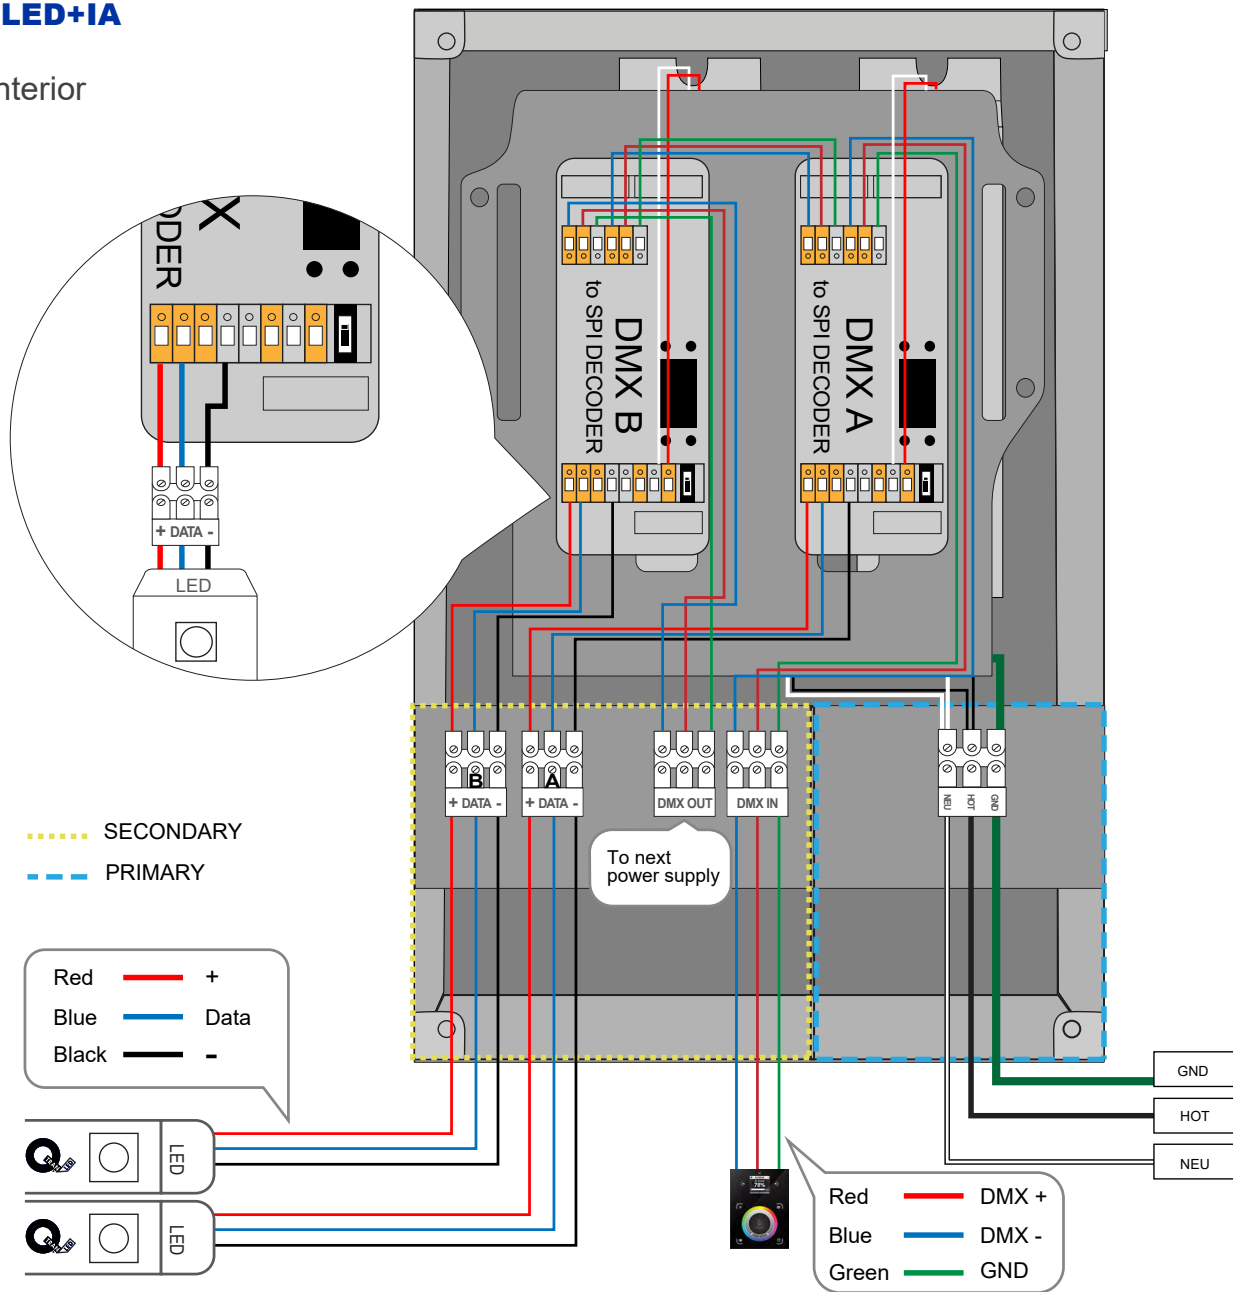 LED+IA
nterior
X
DDER
+ DATA -
LED
to SPI DECODER
DMX B
to SPI DECODER
DMX A
B
+ DATA -
A
+ DATA -
DMX OUT
DMX IN
NEU
HOT
GND
To next
power supply
SECONDARY
PRIMARY
Red +
Blue Data
Black -
LED
LED
78%
Red DMX +
Blue DMX -
Green GND
GND
HOT
NEU